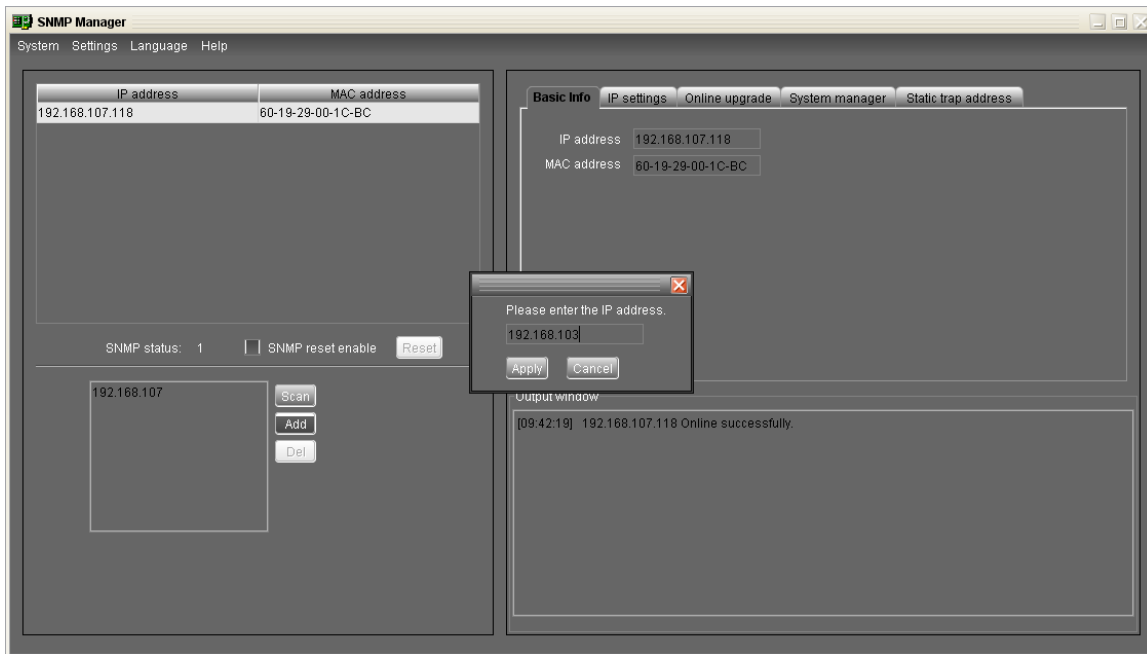 SNMP Manager
System Settings Language Help
IP address MAC address
192.168.107.118 60-19-29-00-1C-BC
SNMP status: 1 SNMP reset enable Reset
192.168.107
Scan
Add
Del
Basic Info IP settings Online upgrade System manager Static trap address
IP address 192.168.107.118
MAC address 60-19-29-00-1C-BC
Please enter the IP address.
192.168.103
Apply Cancel
Output window
[09:42:19] 192.168.107.118 Online successfully.